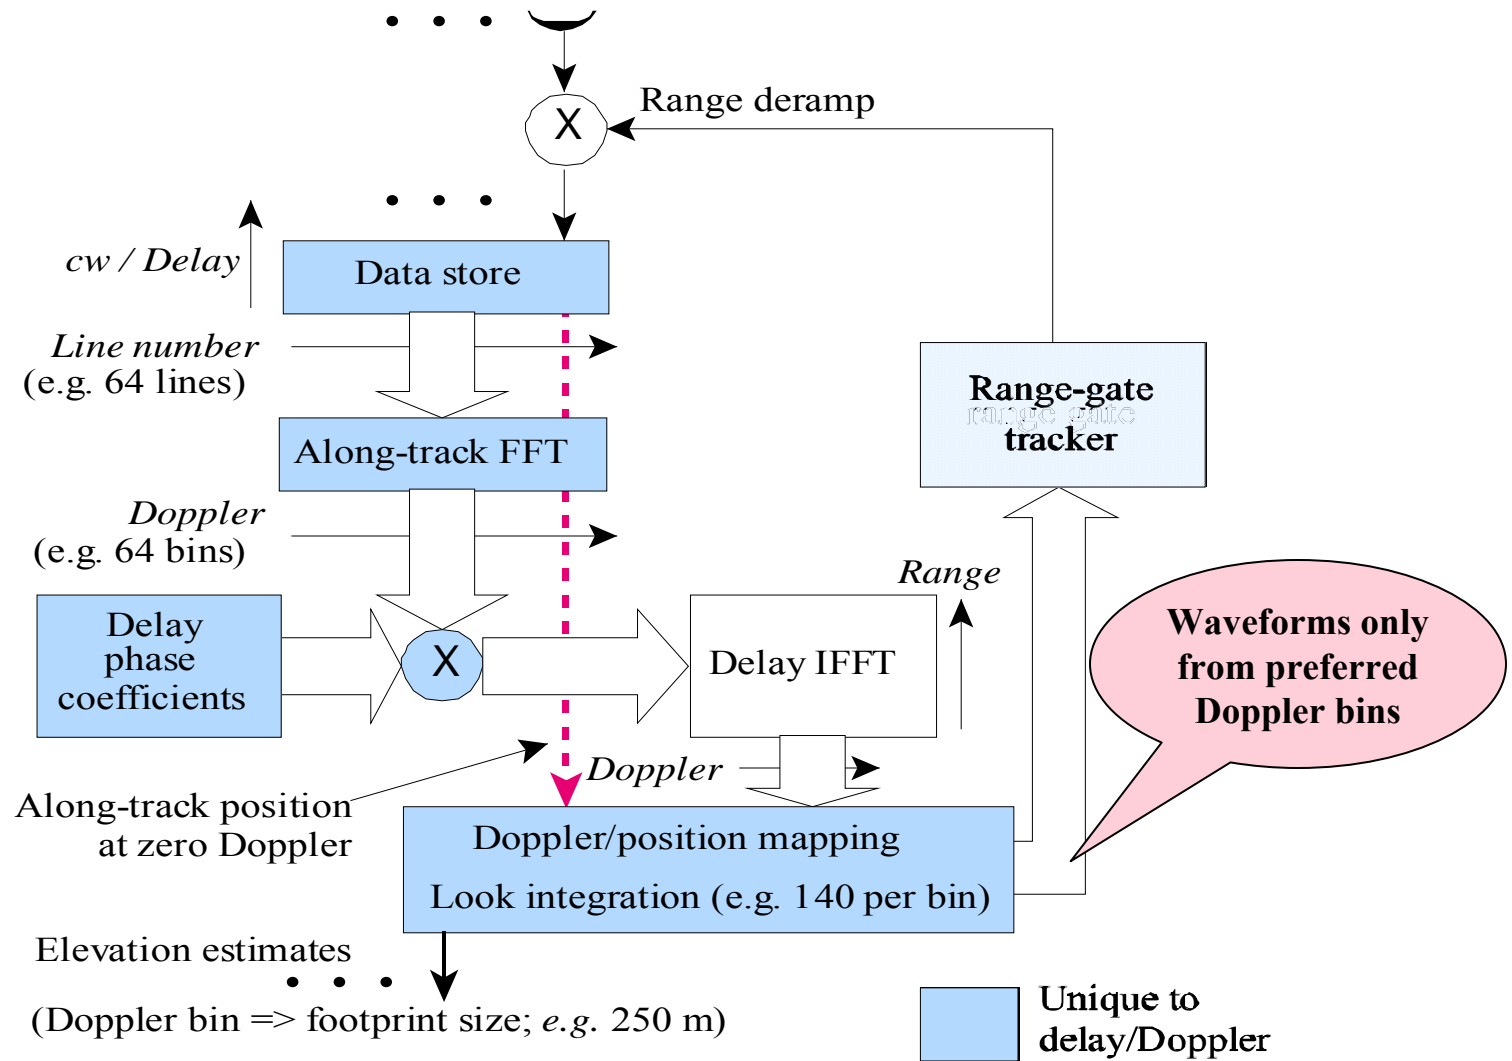 Range deramp
X
cw / Delay
Data store
Line number
(e.g. 64 lines)
Range-gate
range gate
tracker
Along-track FFT
Doppler
(e.g. 64 bins)
Range
Waveforms only
from preferred
Doppler bins
Delay
phase
coefficients
X
Delay IFFT
Doppler
Along-track position
at zero Doppler
Doppler/position mapping
Look integration (e.g. 140 per bin)
Elevation estimates
(Doppler bin => footprint size; e.g. 250 m)
Unique to
delay/Doppler